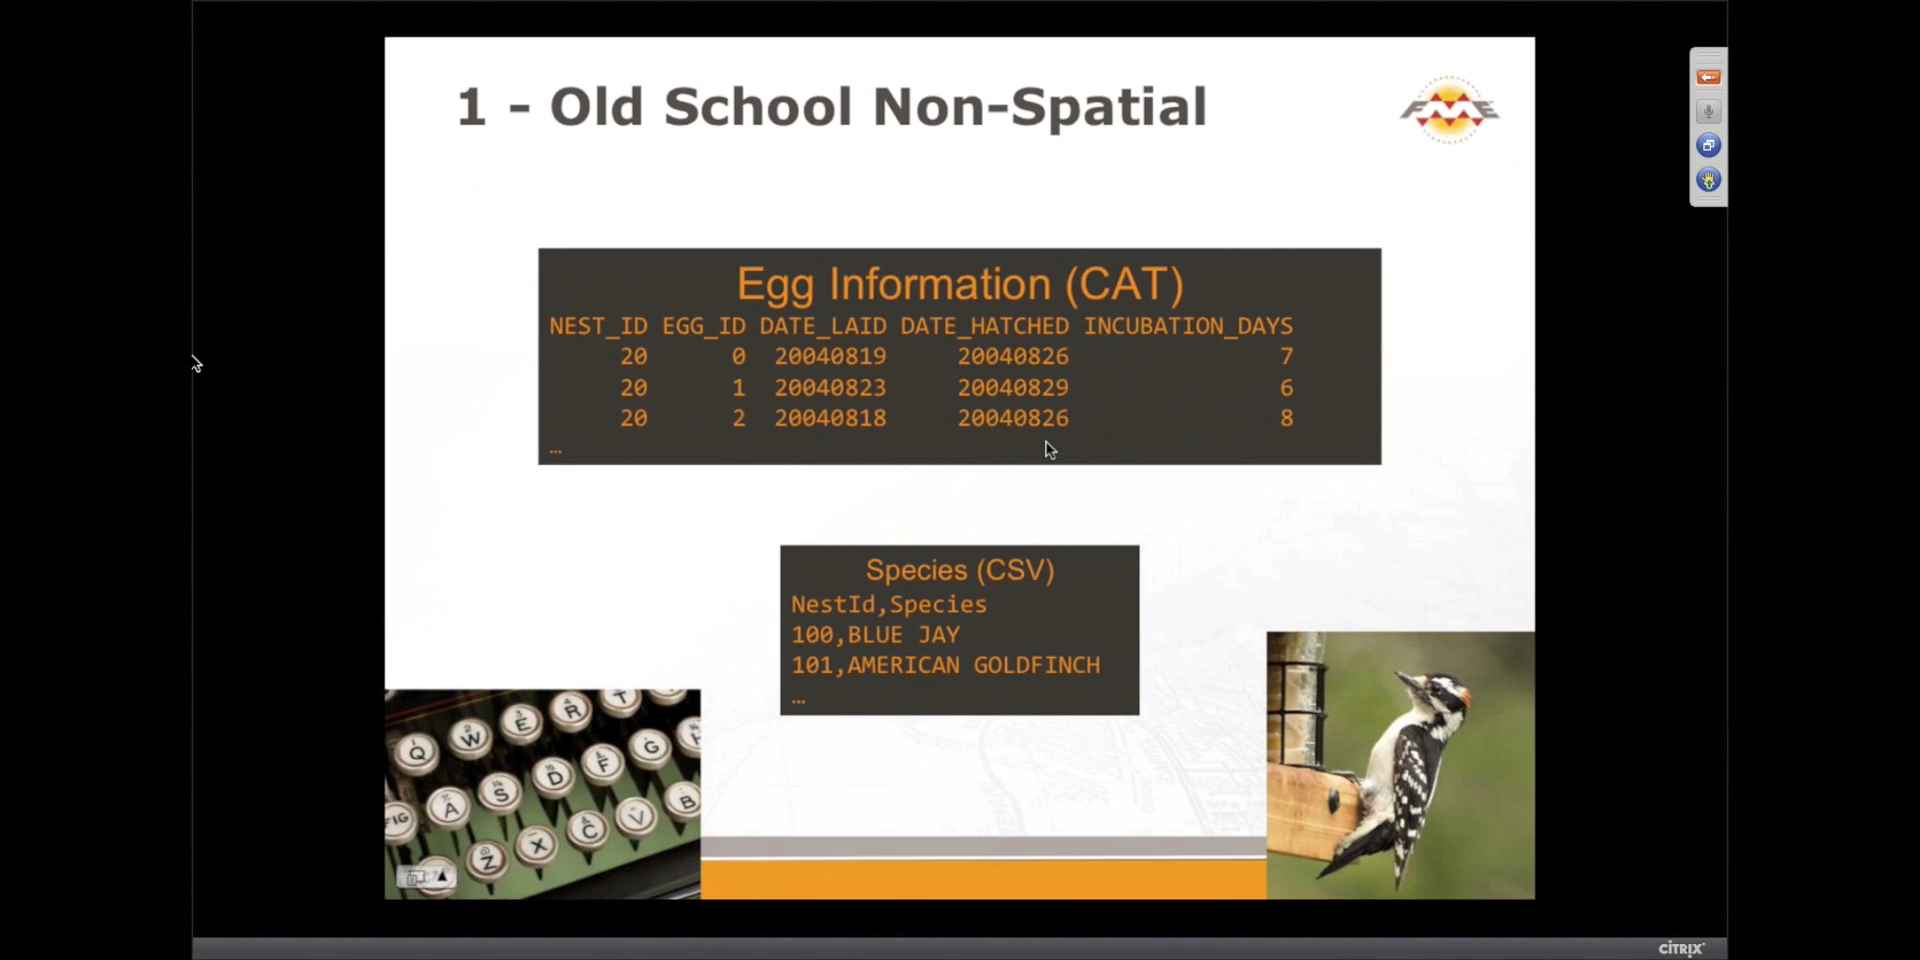 1 - Old School Non-Spatial
FME
Egg Information (CAT)
NEST_ID EGG_ID DATE_LAID DATE_HATCHED INCUBATION_DAYS
20 0 20040819 20040826 7
20 1 20040823 20040829 6
20 2 20040818 20040826 8
…
Species (CSV)
NestId,Species
100,BLUE JAY
101,AMERICAN GOLDFINCH
…
Q W E R T
A S D F G H
FIG Z X C V B
CITRIX